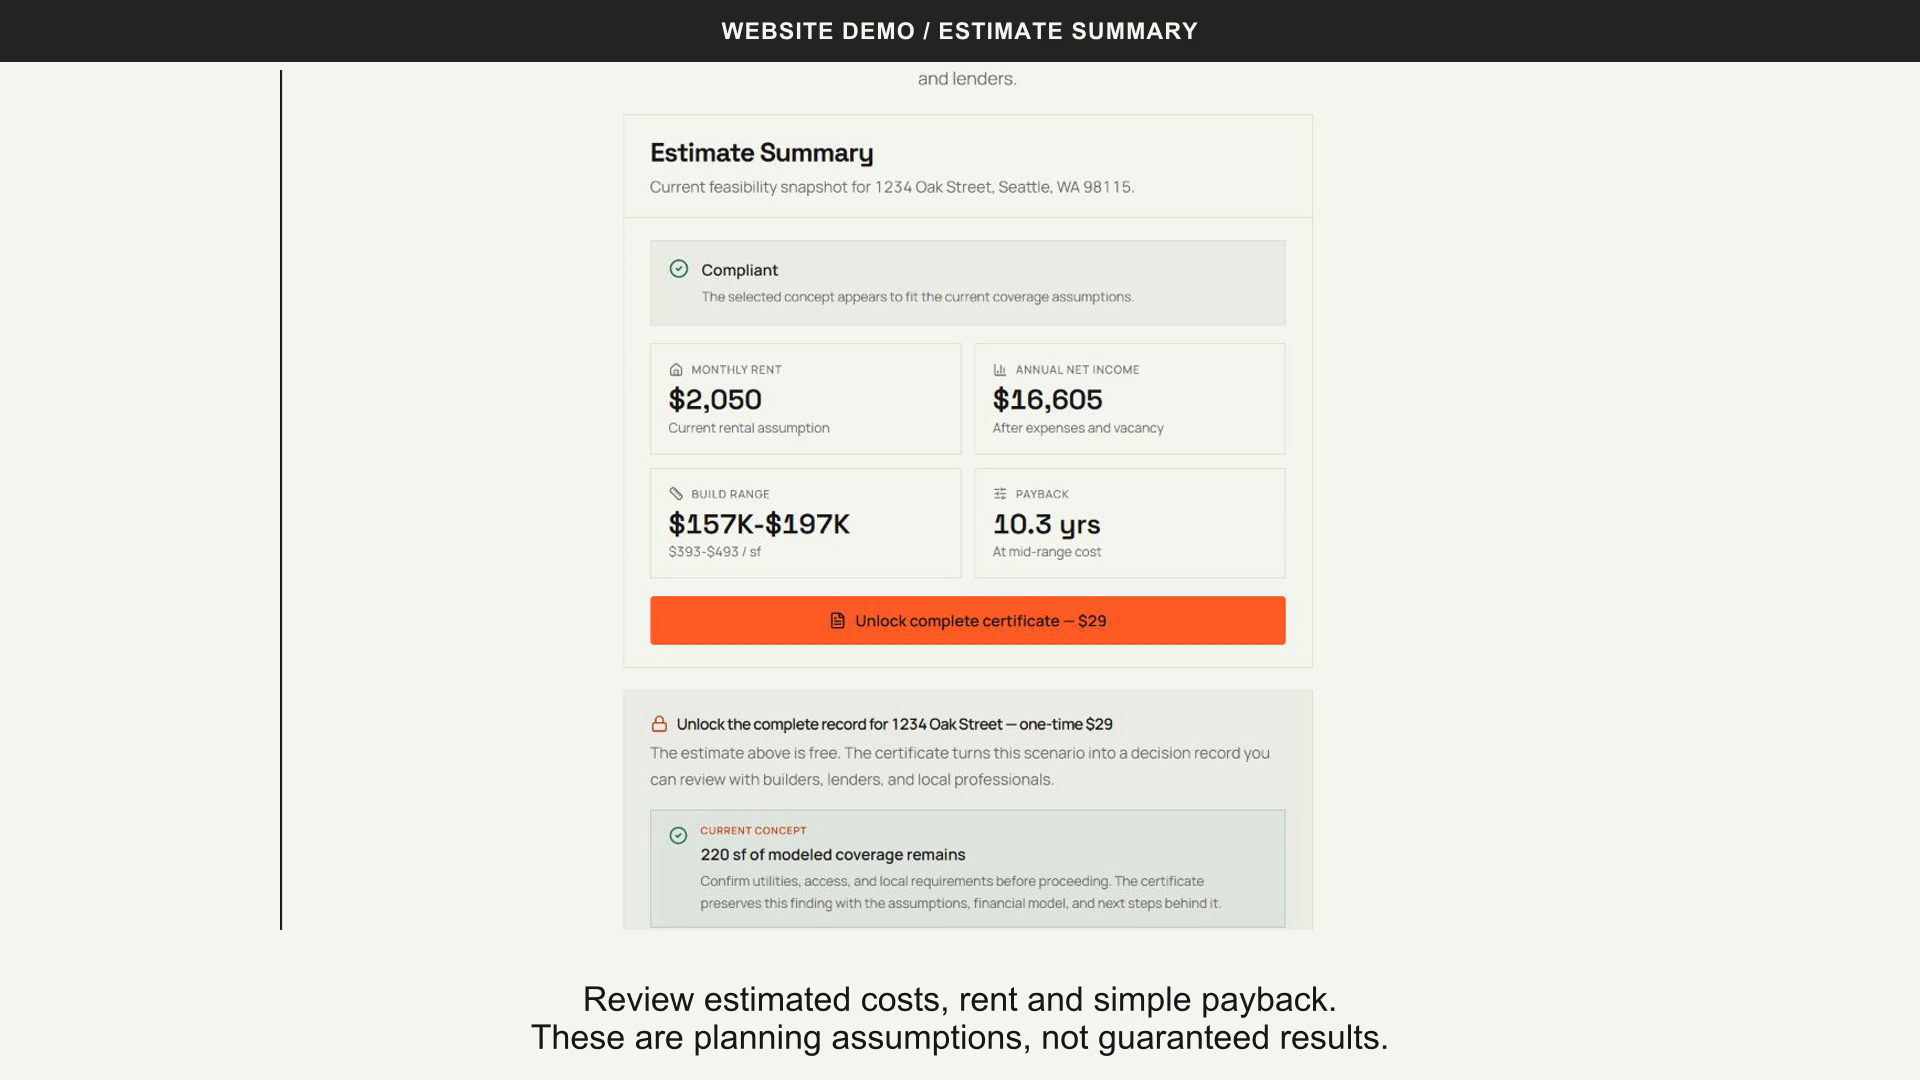 WEBSITE DEMO / ESTIMATE SUMMARY
and lenders.
Estimate Summary
Current feasibility snapshot for 1234 Oak Street, Seattle, WA 98115.
Compliant
The selected concept appears to fit the current coverage assumptions.
MONTHLY RENT
$2,050
Current rental assumption
ANNUAL NET INCOME
$16,605
After expenses and vacancy
BUILD RANGE
$157K-$197K
$393-$493 / sf
PAYBACK
10.3 yrs
At mid-range cost
Unlock complete certificate — $29
Unlock the complete record for 1234 Oak Street — one-time $29
The estimate above is free. The certificate turns this scenario into a decision record you
can review with builders, lenders, and local professionals.
CURRENT CONCEPT
220 sf of modeled coverage remains
Confirm utilities, access, and local requirements before proceeding. The certificate
preserves this finding with the assumptions, financial model, and next steps behind it.
Review estimated costs, rent and simple payback.
These are planning assumptions, not guaranteed results.